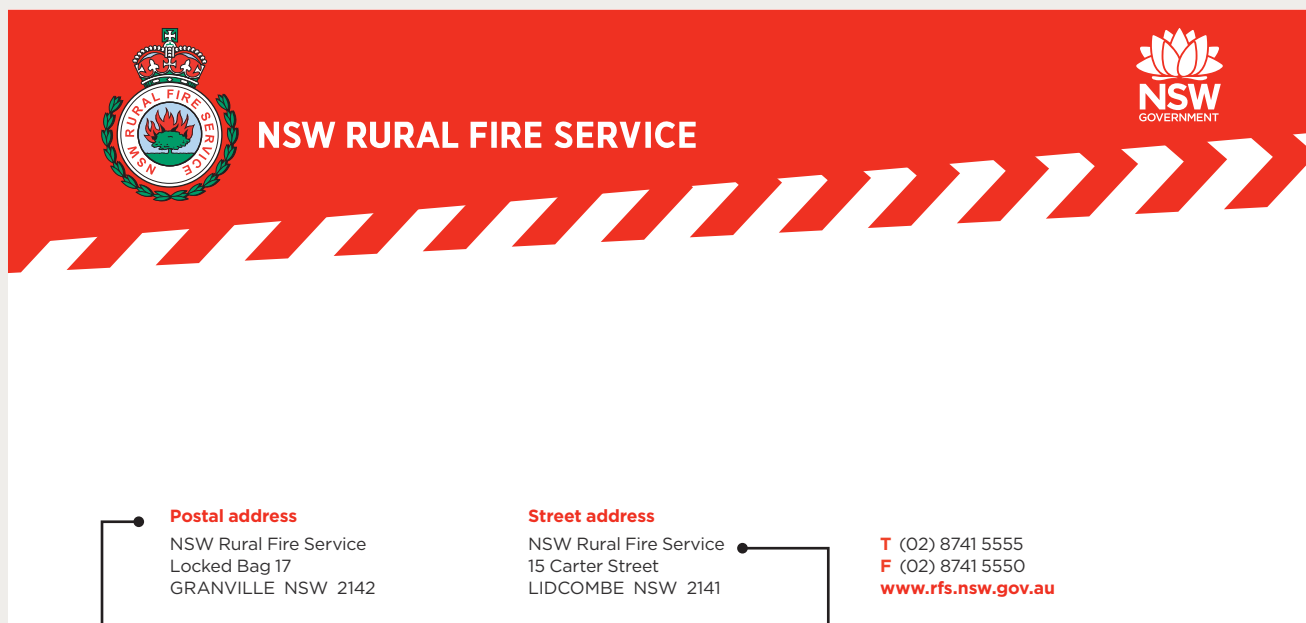 NSW RURAL FIRE SERVICE
NSW RURAL FIRE SERVICE
NSW
GOVERNMENT
Postal address
NSW Rural Fire Service
Locked Bag 17
GRANVILLE NSW 2142
Street address
NSW Rural Fire Service
15 Carter Street
LIDCOMBE NSW 2141
T (02) 8741 5555
F (02) 8741 5550
www.rfs.nsw.gov.au